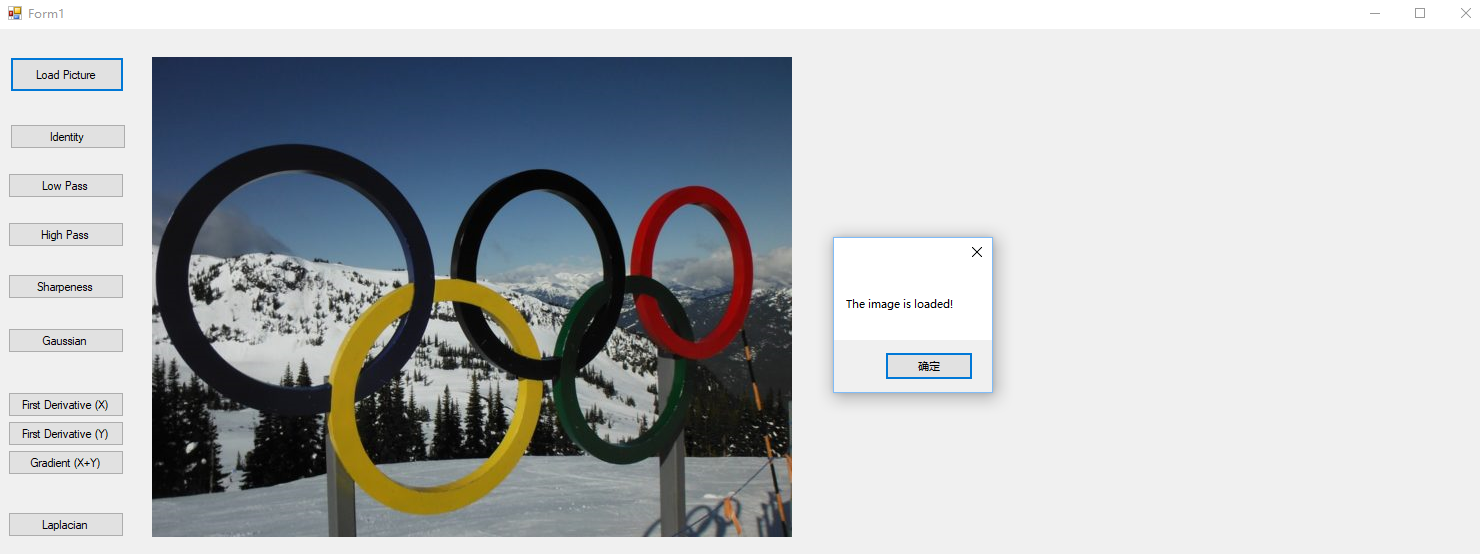 Form1
Load Picture
Identity
Low Pass
High Pass
Sharpeness
Gaussian
First Derivative (X)
First Derivative (Y)
Gradient (X+Y)
Laplacian
The image is loaded!
确定